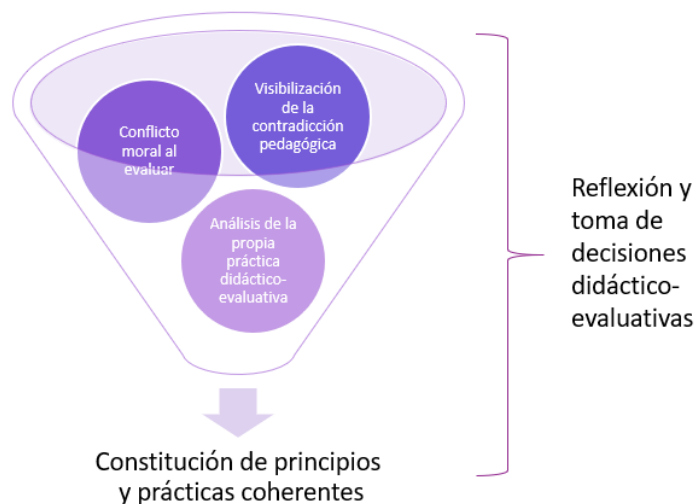 Visibilización
de la
contradicción
pedagógica
Conflicto
moral al
evaluar
Análisis de la
propia
práctica
didáctico-
evaluativa
Reflexión y
toma de
decisiones
didáctico-
evaluativas
Constitución de principios
y prácticas coherentes